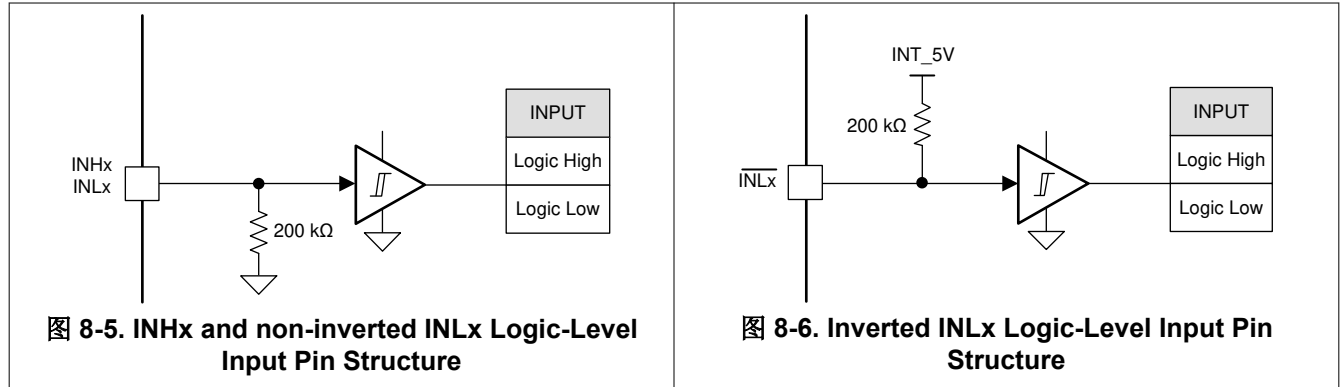 INHx
INLx
200 kΩ
INPUT
Logic High
Logic Low
图 8-5. INHx and non-inverted INLx Logic-Level
Input Pin Structure
INT_5V
200 kΩ
I̅N̅L̅x̅
INPUT
Logic High
Logic Low
图 8-6. Inverted INLx Logic-Level Input Pin
Structure